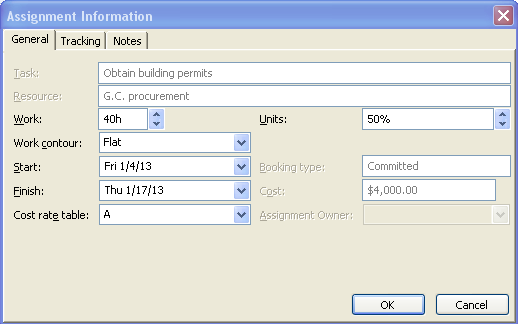 Assignment Information
General Tracking Notes
Task: Obtain building permits
Resource: G.C. procurement
Work: 40h Units: 50%
Work contour: Flat
Start: Fri 1/4/13 Booking type: Committed
Finish: Thu 1/17/13 Cost: $4,000.00
Cost rate table: A Assignment Owner:
OK Cancel